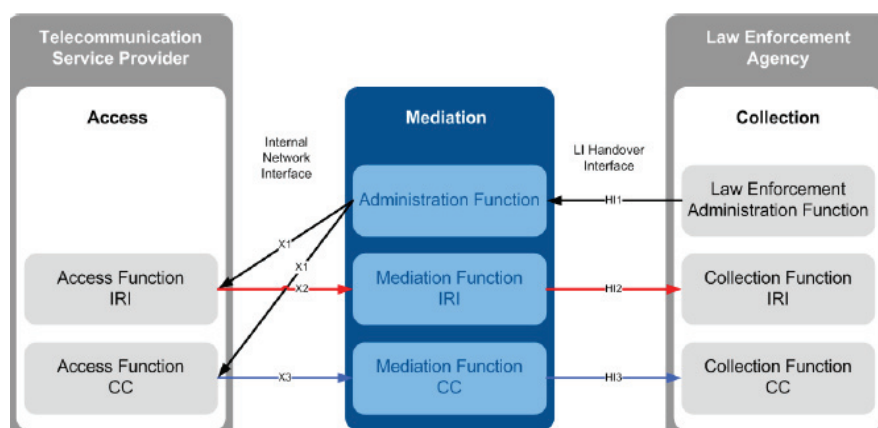 Telecommunication
Service Provider
Access
Access Function
IRI
Access Function
CC
Internal
Network
Interface
X1
X1
X2
X3
Mediation
Administration Function
Mediation Function
IRI
Mediation Function
CC
LI Handover
Interface
HI1
HI2
HI3
Law Enforcement
Agency
Collection
Law Enforcement
Administration Function
Collection Function
IRI
Collection Function
CC